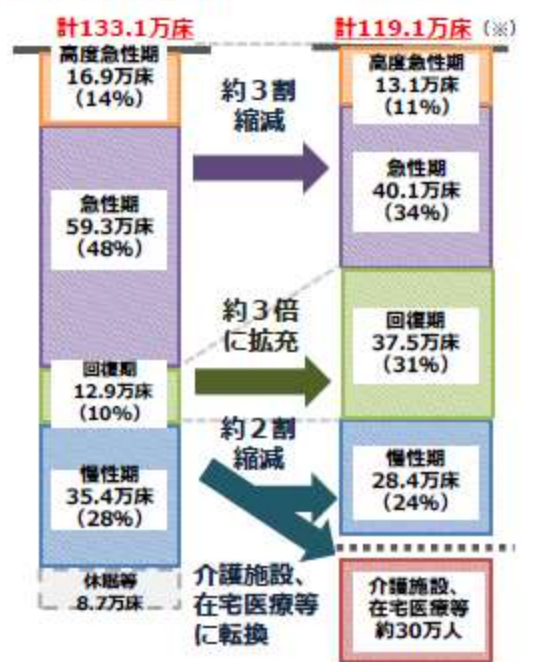 計133.1万床
高度急性期
16.9万床
(14%)
急性期
59.3万床
(48%)
回復期
12.9万床
(10%)
慢性期
35.4万床
(28%)
休眠等
8.7万床
約３割
縮減
約３倍
に拡充
約２割
縮減
介護施設、
在宅医療等
に転換
計119.1万床 (※)
高度急性期
13.1万床
(11%)
急性期
40.1万床
(34%)
回復期
37.5万床
(31%)
慢性期
28.4万床
(24%)
介護施設、
在宅医療等
約30万人